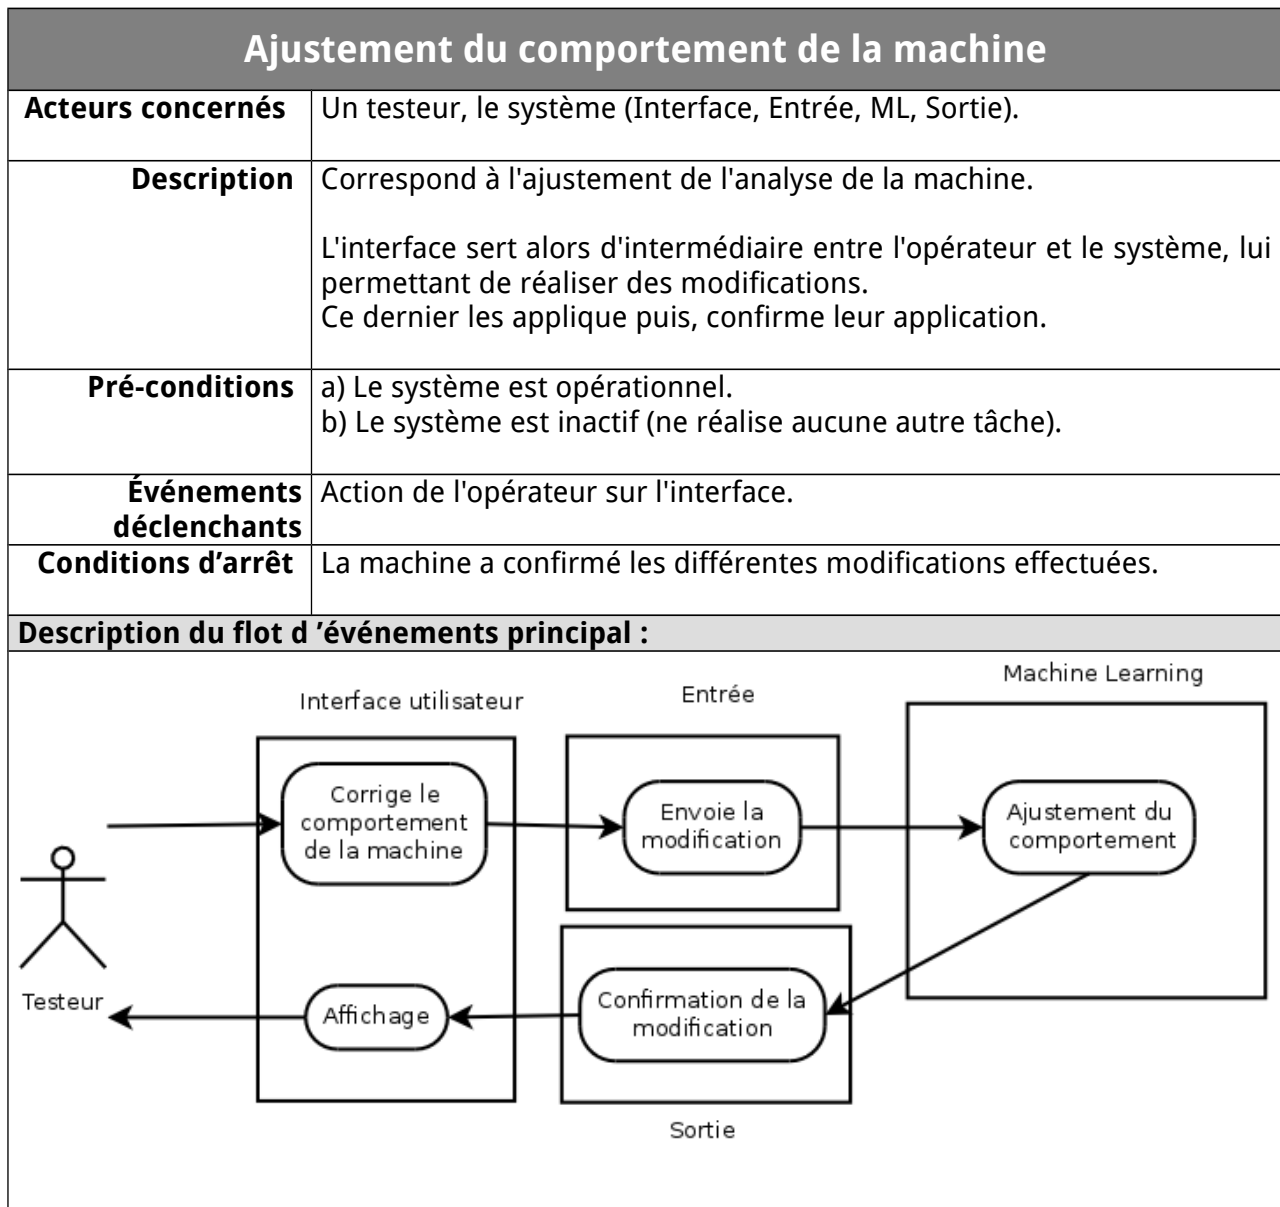 Ajustement du comportement de la machine
Acteurs concernés
Un testeur, le système (Interface, Entrée, ML, Sortie).
Description
Correspond à l'ajustement de l'analyse de la machine.
L'interface sert alors d'intermédiaire entre l'opérateur et le système, lui
permettant de réaliser des modifications.
Ce dernier les applique puis, confirme leur application.
Pré-conditions
a) Le système est opérationnel.
b) Le système est inactif (ne réalise aucune autre tâche).
Événements
déclenchants
Action de l'opérateur sur l'interface.
Conditions d’arrêt
La machine a confirmé les différentes modifications effectuées.
Description du flot d ’événements principal :
Interface utilisateur
Entrée
Machine Learning
Corrige le
comportement
de la machine
Envoie la
modification
Ajustement du
comportement
Testeur
Affichage
Confirmation de la
modification
Sortie